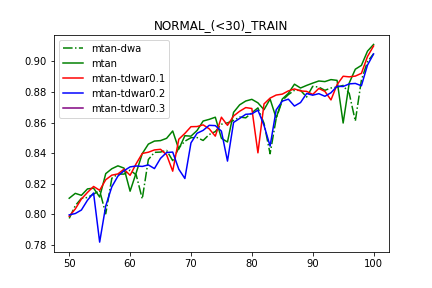 NORMAL_(<30)_TRAIN
mtan-dwa
mtan
mtan-tdwar0.1
mtan-tdwar0.2
mtan-tdwar0.3
0.90
0.88
0.86
0.84
0.82
0.80
0.78
50 60 70 80 90 100